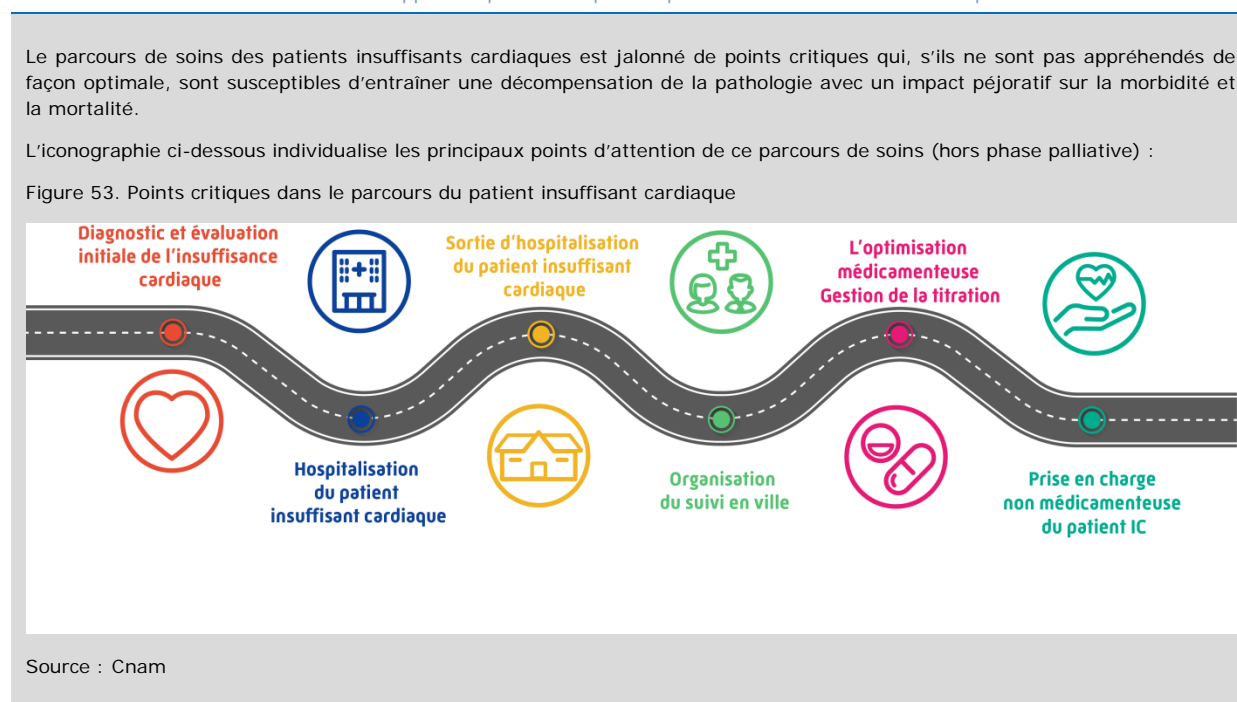 Le parcours de soins des patients insuffisants cardiaques est jalonné de points critiques qui, s’ils ne sont pas appréhendés de
façon optimale, sont susceptibles d’entraîner une décompensation de la pathologie avec un impact péjoratif sur la morbidité et
la mortalité.
L’iconographie ci-dessous individualise les principaux points d’attention de ce parcours de soins (hors phase palliative) :
Figure 53. Points critiques dans le parcours du patient insuffisant cardiaque
Diagnostic et évaluation
initiale de l’insuffisance
cardiaque
Hospitalisation
du patient
insuffisant cardiaque
Sortie d’hospitalisation
du patient insuffisant
cardiaque
Organisation
du suivi en ville
L’optimisation
médicamenteuse
Gestion de la titration
Prise en charge
non médicamenteuse
du patient IC
Source : Cnam